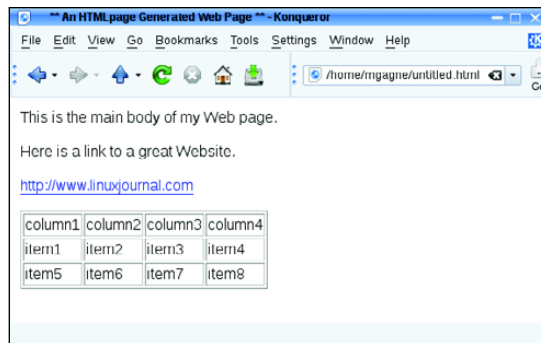 ** An HTMLpage Generated Web Page ** - Konqueror
File Edit View Go Bookmarks Tools Settings Window Help
/home/mgagne/untitled.html
This is the main body of my Web page.
Here is a link to a great Website.
http://www.linuxjournal.com
column1 column2 column3 column4
item1 item2 item3 item4
item5 item6 item7 item8